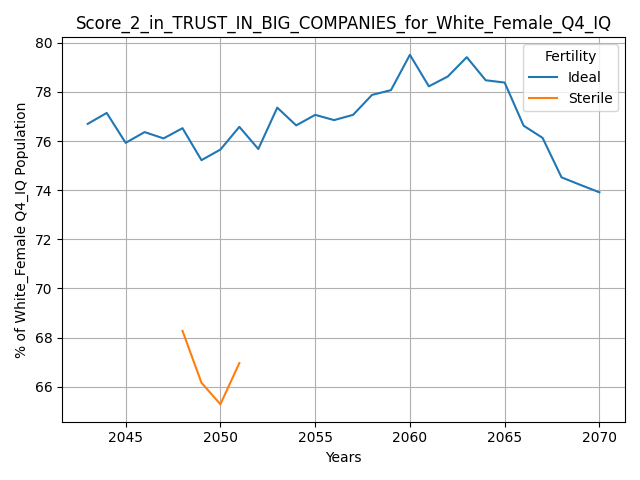 Score_2_in_TRUST_IN_BIG_COMPANIES_for_White_Female_Q4_IQ
% of White_Female Q4_IQ Population
80
78
76
74
72
70
68
66
Fertility
Ideal
Sterile
2045 2050 2055 2060 2065 2070
Years